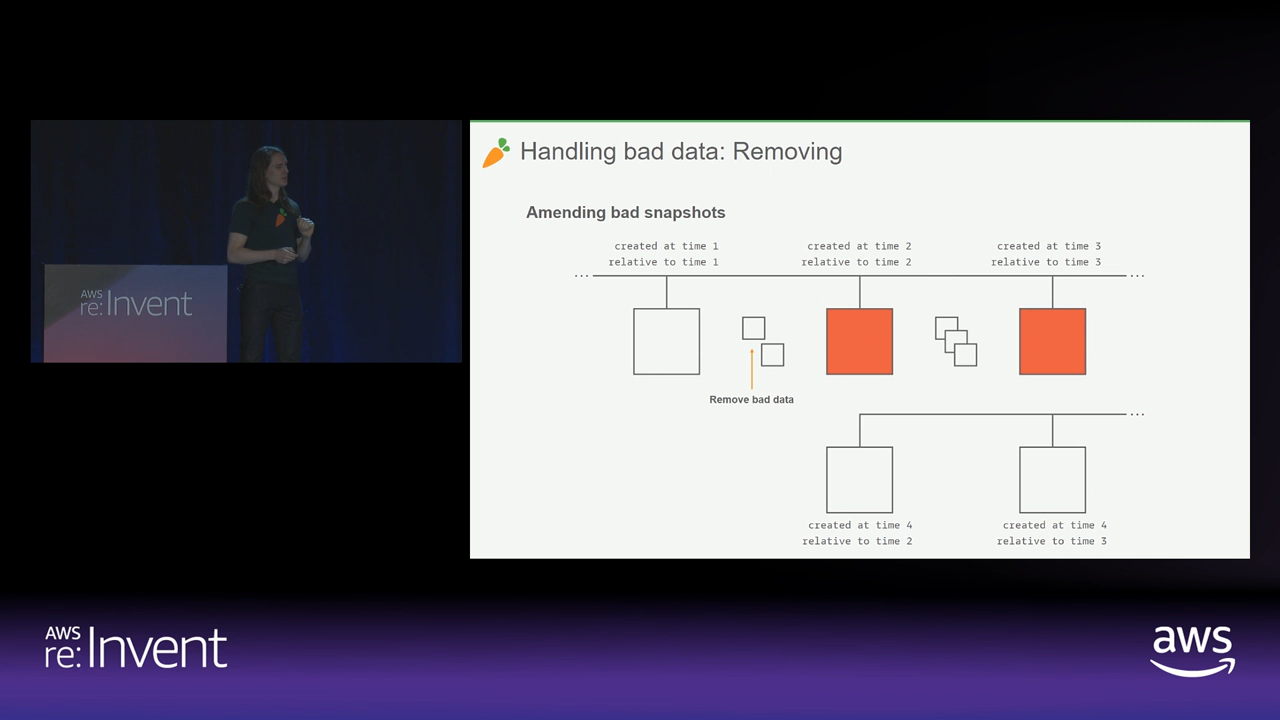 AWS
re:Invent
Handling bad data: Removing
Amending bad snapshots
created at time 1
relative to time 1
created at time 2
relative to time 2
created at time 3
relative to time 3
...
...
Remove bad data
...
created at time 4
relative to time 2
created at time 4
relative to time 3
AWS
re:Invent
aws